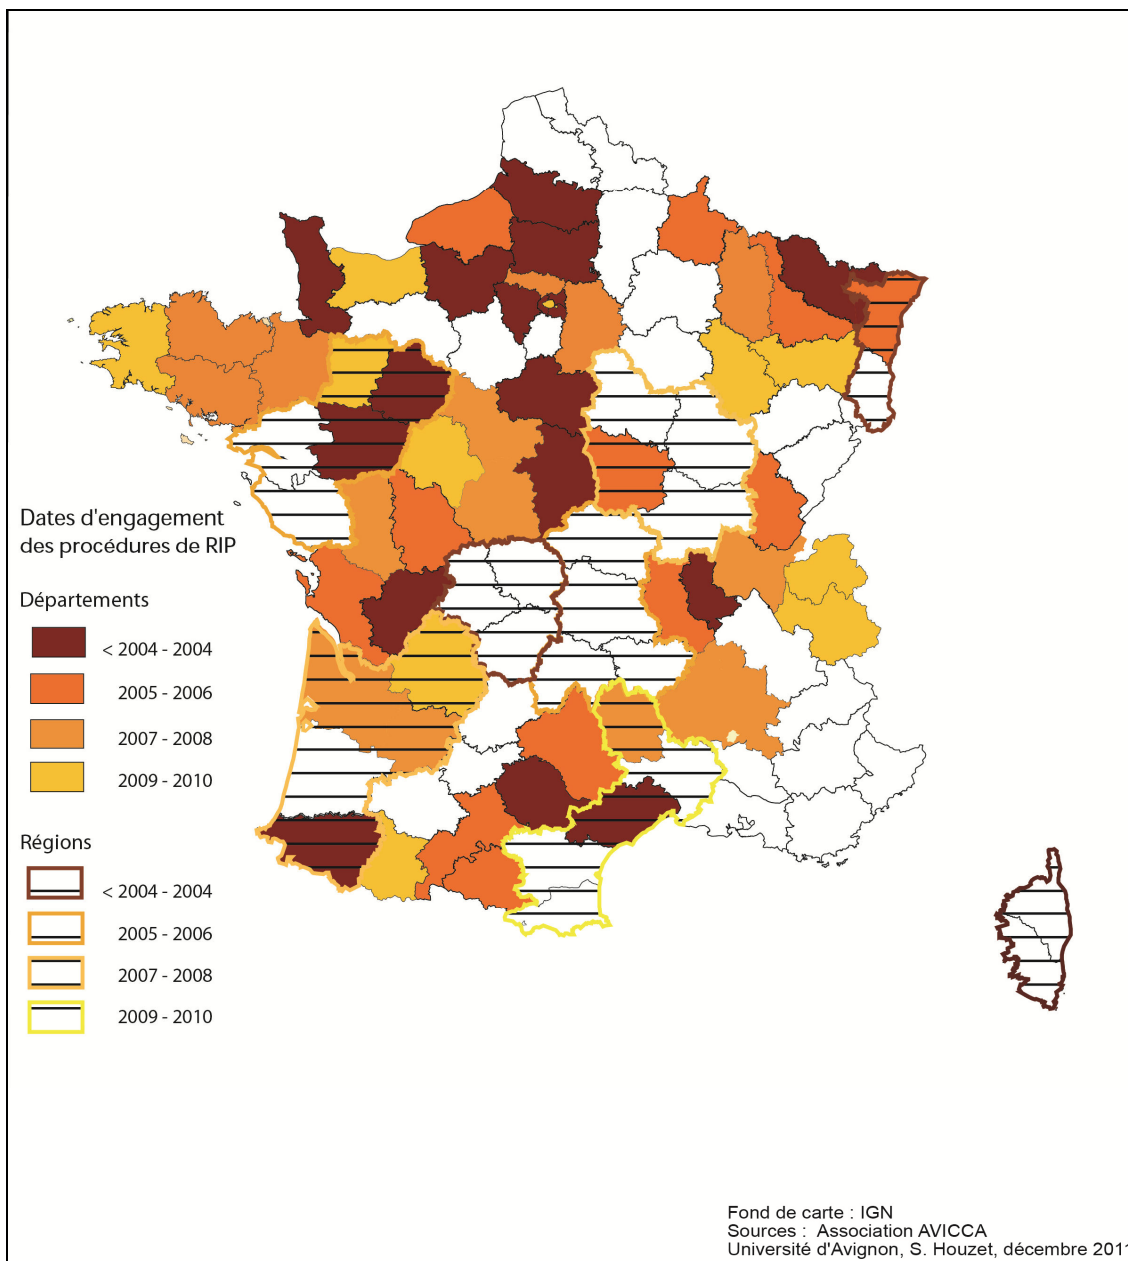 Dates d'engagement
des procédures de RIP
Départements
< 2004 - 2004
2005 - 2006
2007 - 2008
2009 - 2010
Régions
< 2004 - 2004
2005 - 2006
2007 - 2008
2009 - 2010
Fond de carte : IGN
Sources : Association AVICCA
Université d'Avignon, S. Houzet, décembre 2011